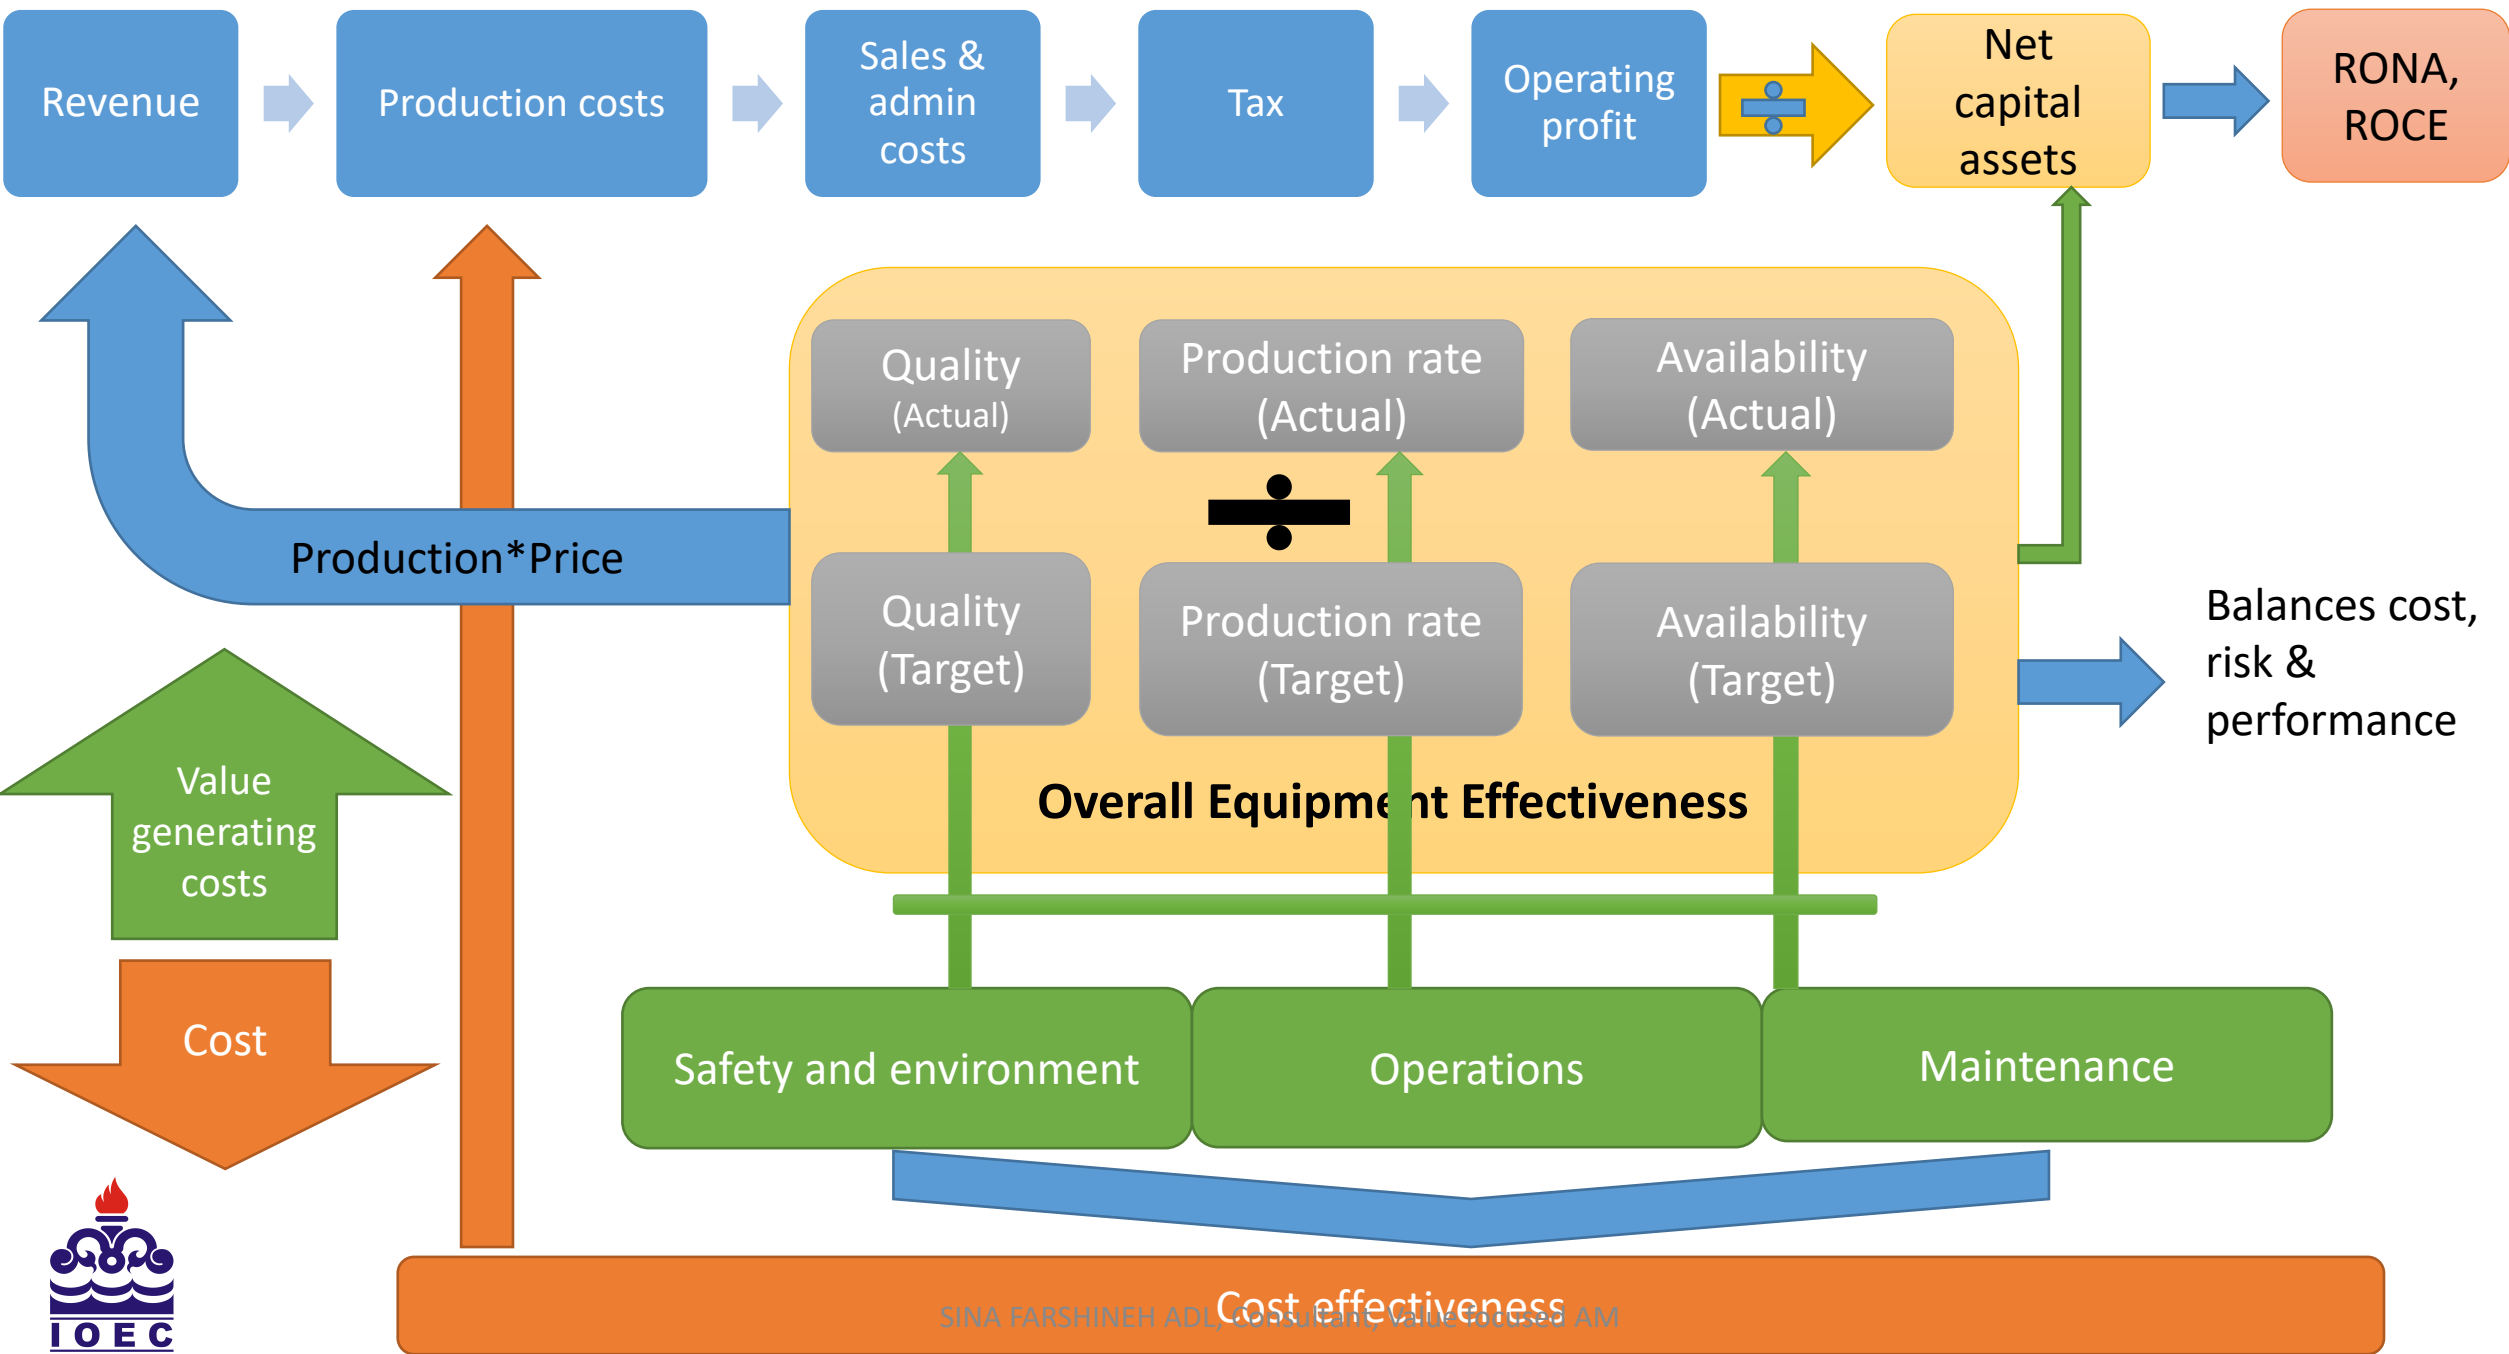 Revenue
Production costs
Sales &
admin
costs
Tax
Operating
profit
Net
capital
assets
RONA,
ROCE
Quality
(Actual)
Production rate
(Actual)
Availability
(Actual)
Production*Price
Quality
(Target)
Production rate
(Target)
Availability
(Target)
Balances cost,
risk &
performance
Overall Equipment Effectiveness
Value
generating
costs
Cost
Safety and environment
Operations
Maintenance
Cost effectiveness
SINA FARSHINEH ADL, Consultant, Value focused AM
IOEC